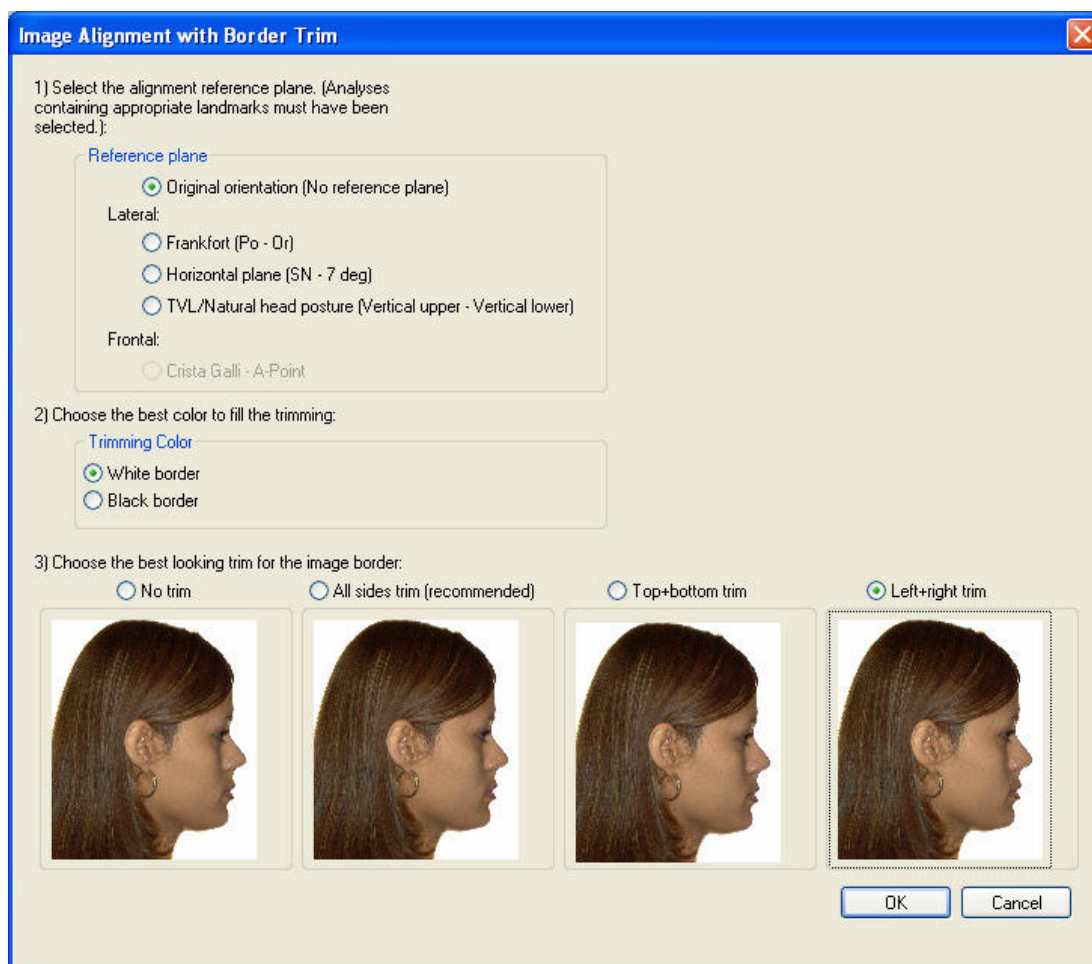 Image Alignment with Border Trim
1) Select the alignment reference plane. (Analyses
containing appropriate landmarks must have been
selected.):
Reference plane
Original orientation (No reference plane)
Lateral:
Frankfort (Po - Or)
Horizontal plane (SN - 7 deg)
TVL/Natural head posture (Vertical upper - Vertical lower)
Frontal:
Crista Galli - A-Point
2) Choose the best color to fill the trimming:
Trimming Color
White border
Black border
3) Choose the best looking trim for the image border:
No trim
All sides trim (recommended)
Top+bottom trim
Left+right trim
OK
Cancel